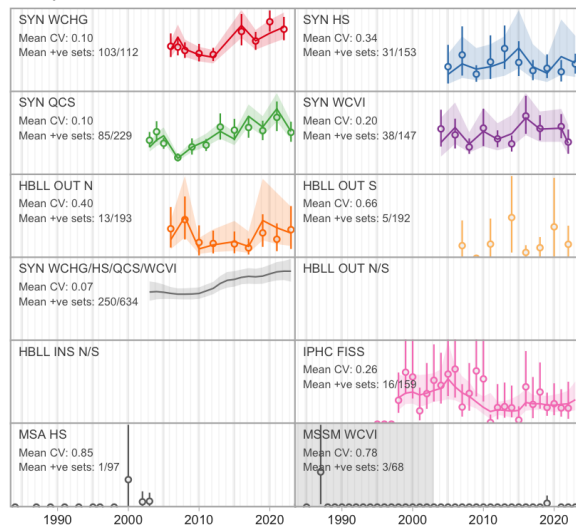 SYN WCHG
Mean CV: 0.10
Mean +ve sets: 103/112
SYN HS
Mean CV: 0.34
Mean +ve sets: 31/153
SYN QCS
Mean CV: 0.10
Mean +ve sets: 85/229
SYN WCVI
Mean CV: 0.20
Mean +ve sets: 38/147
HBLL OUT N
Mean CV: 0.40
Mean +ve sets: 13/193
HBLL OUT S
Mean CV: 0.66
Mean +ve sets: 5/192
SYN WCHG/HS/QCS/WCVI
Mean CV: 0.07
Mean +ve sets: 250/634
HBLL OUT N/S
HBLL INS N/S
IPHC FISS
Mean CV: 0.26
Mean +ve sets: 16/159
MSA HS
Mean CV: 0.85
Mean +ve sets: 1/97
MSSM WCVI
Mean CV: 0.78
Mean +ve sets: 3/68
1990 2000 2010 2020 1990 2000 2010 2020